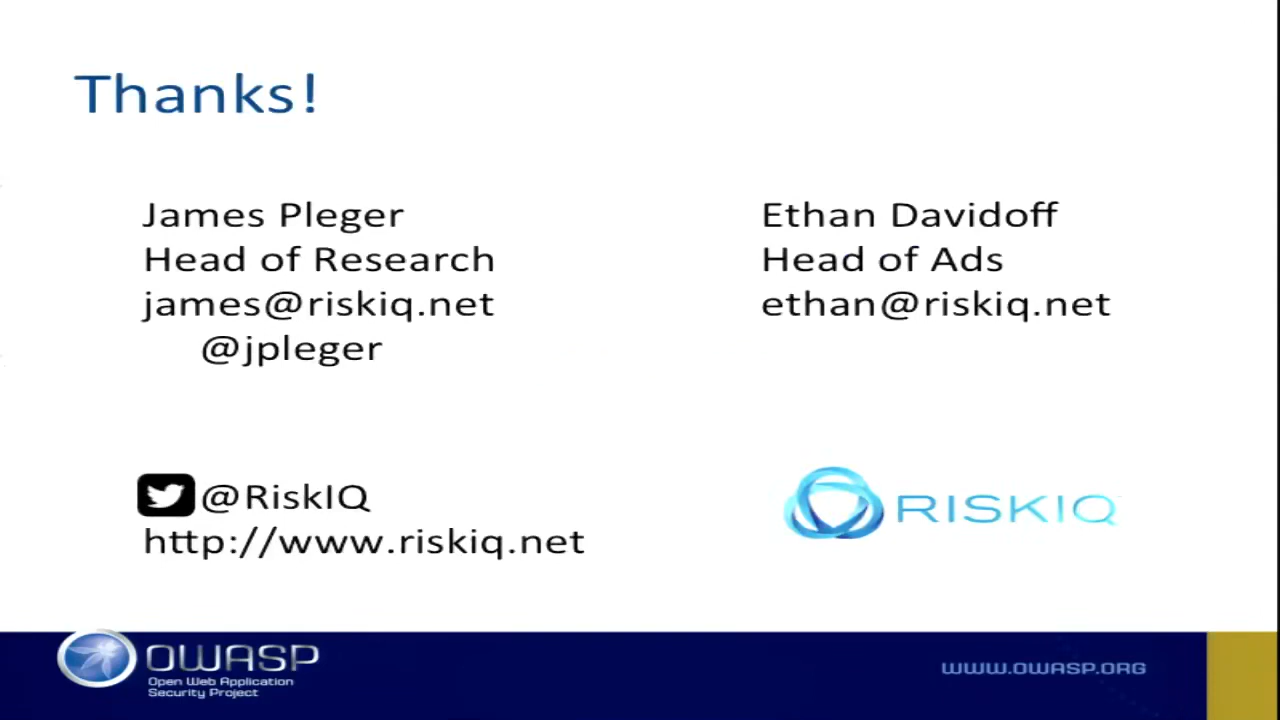 Thanks!
James Pleger
Head of Research
james@riskiq.net
@jpleger
Ethan Davidoff
Head of Ads
ethan@riskiq.net
@RiskIQ
http://www.riskiq.net
RISKIQ
OWASP
Open Web Application
Security Project
WWW.OWASP.ORG